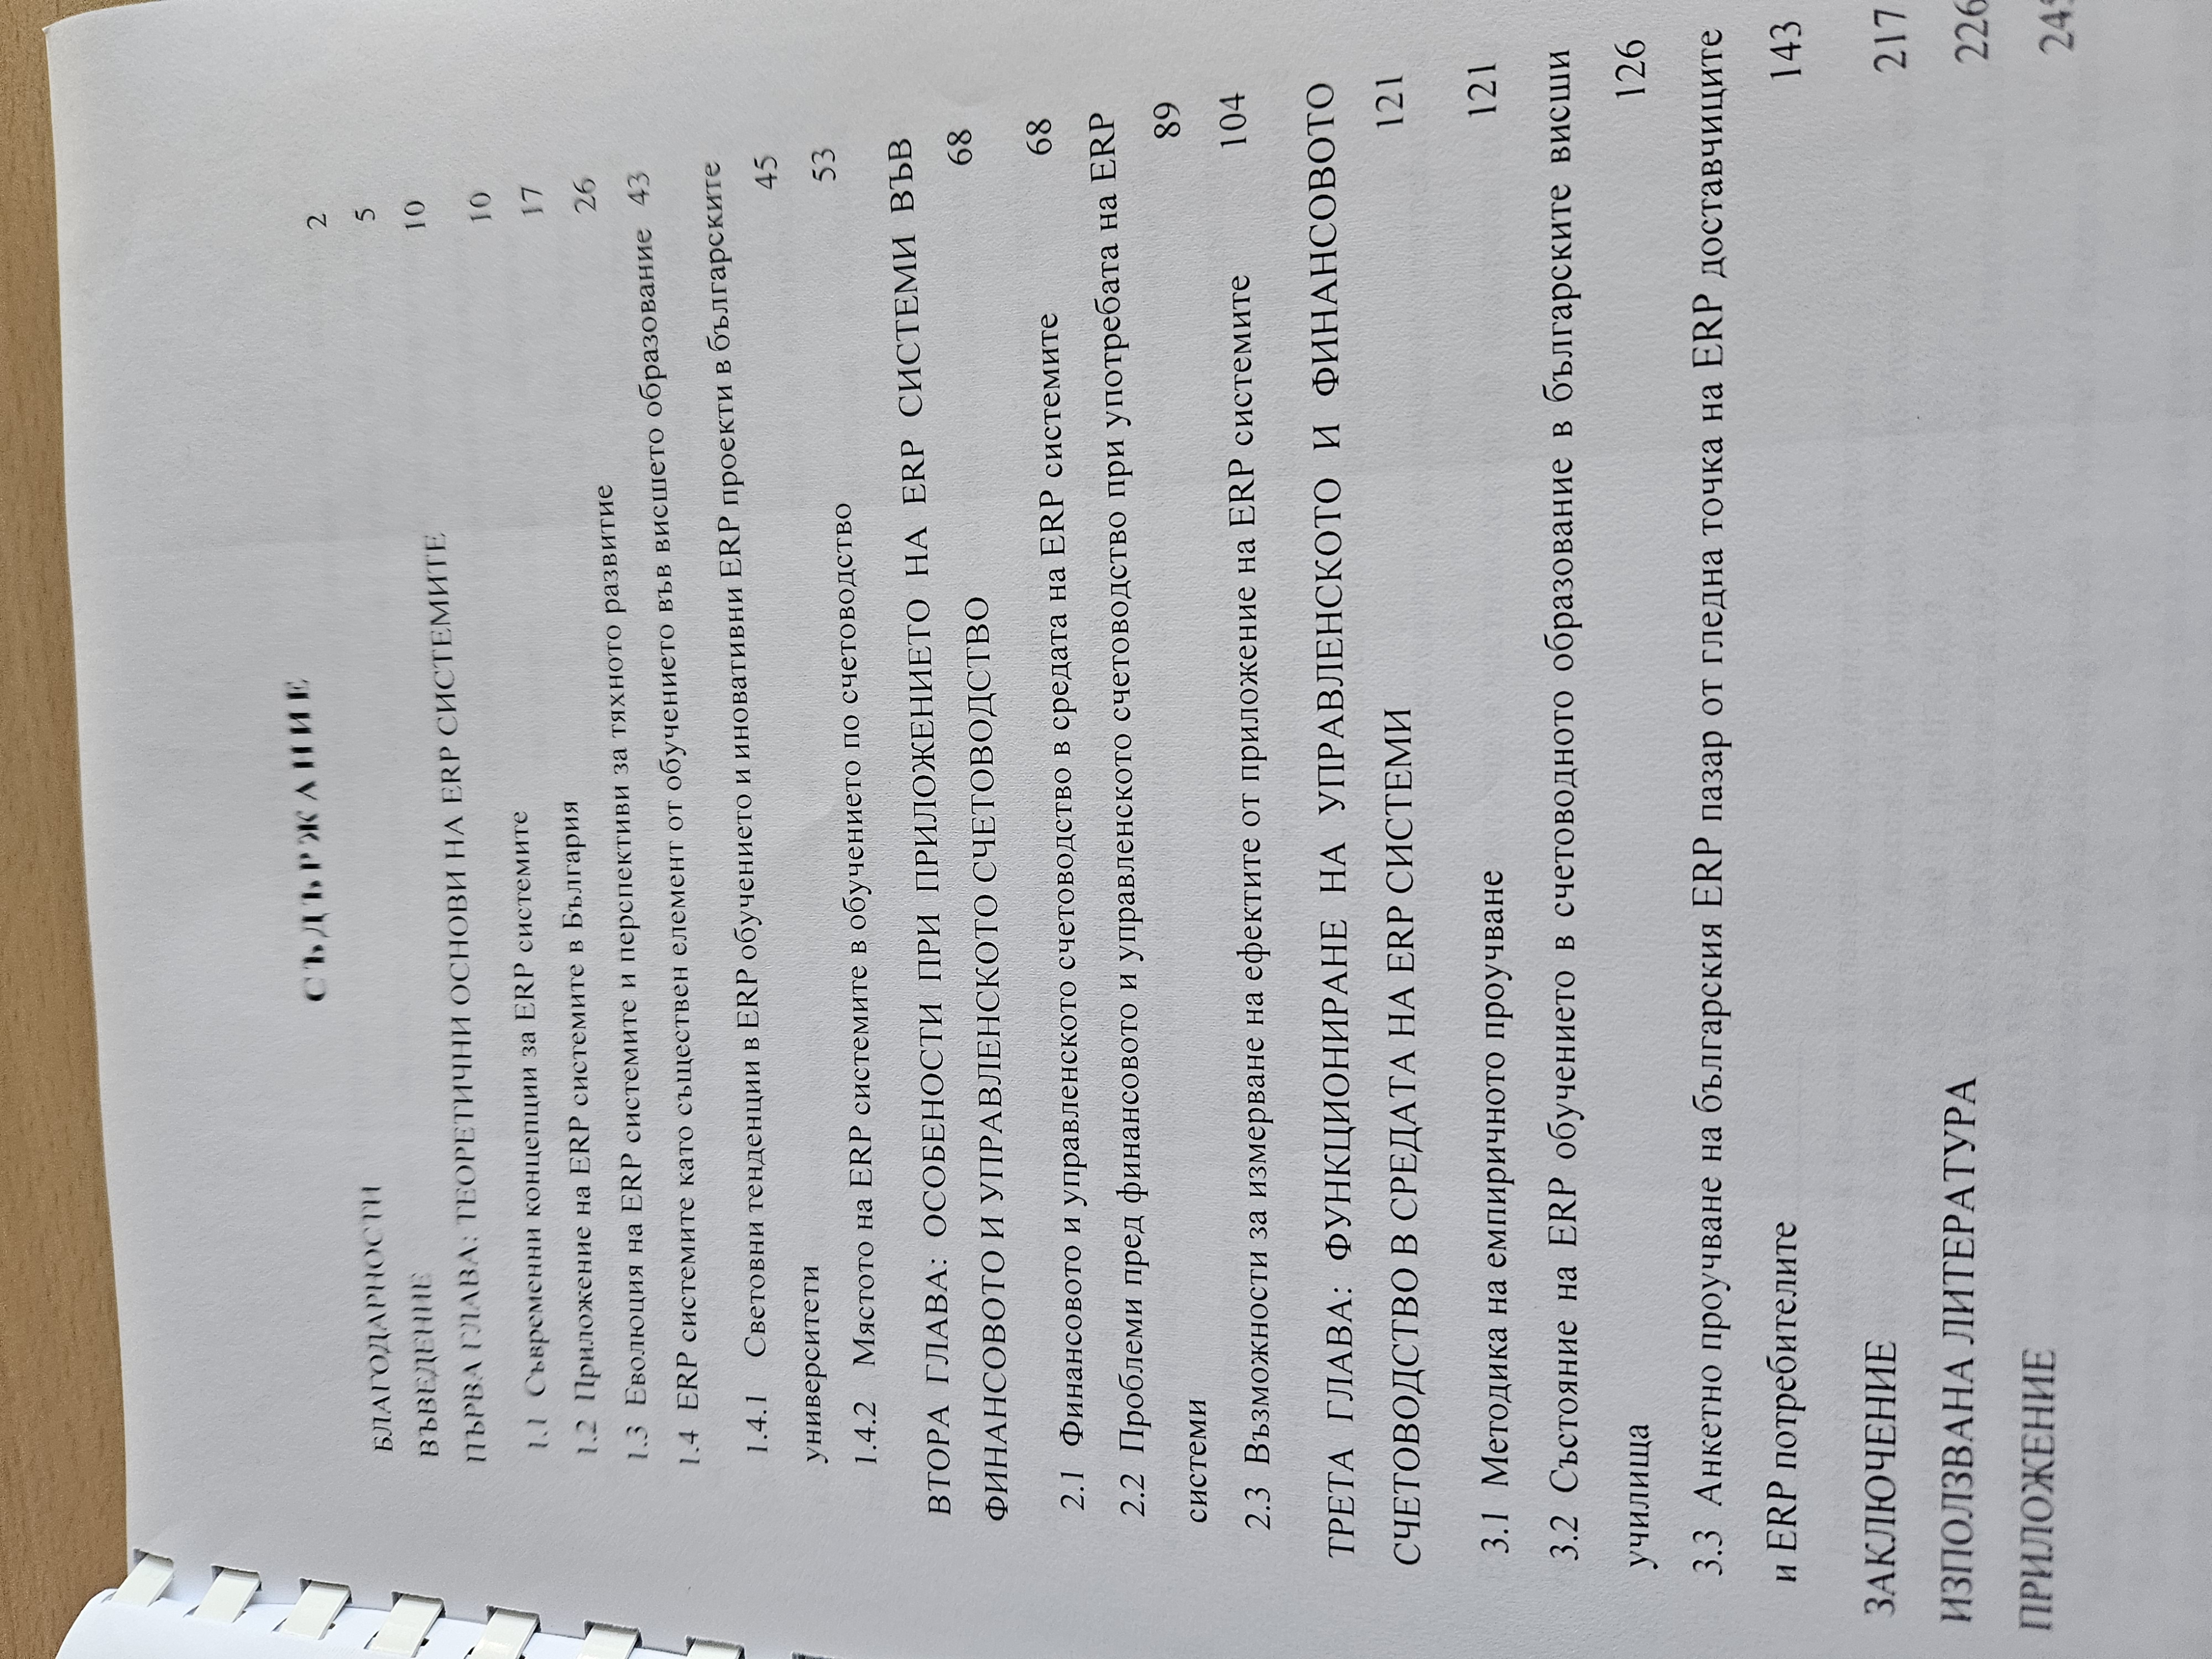 СЪДЪРЖАНИЕ
БЛАГОДАРНОСТИ 2
ВЪВЕДЕНИЕ 5
ПЪРВА ГЛАВА: ТЕОРЕТИЧНИ ОСНОВИ НА ERP СИСТЕМИТЕ 10
1.1 Съвременни концепции за ERP системите 10
1.2 Приложение на ERP системите в България 17
1.3 Еволюция на ERP системите и перспективи за тяхното развитие 26
1.4 ERP системите като съществен елемент от обучението във висшето образование 43
1.4.1 Световни тенденции в ERP обучението и иновативни ERP проекти в българските
университети 45
1.4.2 Мястото на ERP системите в обучението по счетоводство 53
ВТОРА ГЛАВА: ОСОБЕНОСТИ ПРИ ПРИЛОЖЕНИЕТО НА ERP СИСТЕМИ ВЪВ
ФИНАНСОВОТО И УПРАВЛЕНСКОТО СЧЕТОВОДСТВО 68
2.1 Финансовото и управленското счетоводство в средата на ERP системите 68
2.2 Проблеми пред финансовото и управленското счетоводство при употребата на ERP
системи 89
2.3 Възможности за измерване на ефектите от приложение на ERP системите 104
ТРЕТА ГЛАВА: ФУНКЦИОНИРАНЕ НА УПРАВЛЕНСКОТО И ФИНАНСОВОТО
СЧЕТОВОДСТВО В СРЕДАТА НА ERP СИСТЕМИ 121
3.1 Методика на емпиричното проучване 121
3.2 Състояние на ERP обучението в счетоводното образование в българските висши
училища 126
3.3 Анкетно проучване на българския ERP пазар от гледна точка на ERP доставчиците
и ERP потребителите 143
ЗАКЛЮЧЕНИЕ 217
ИЗПОЛЗВАНА ЛИТЕРАТУРА 226
ПРИЛОЖЕНИЕ 245